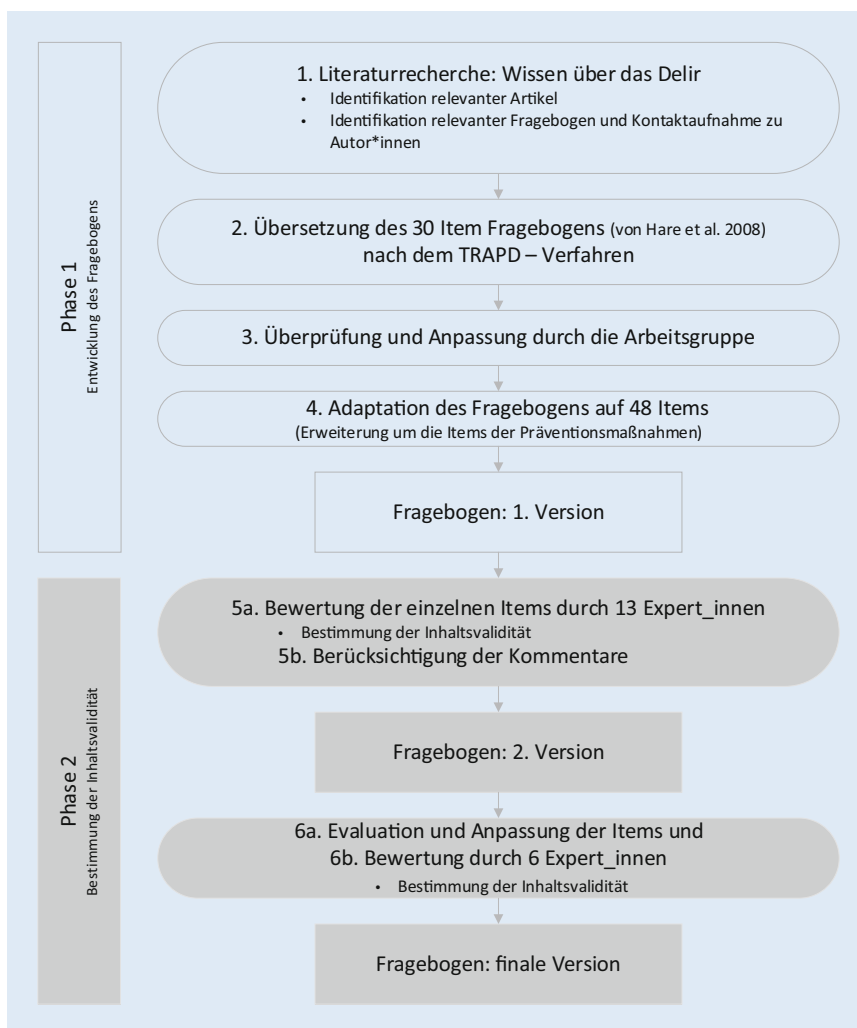 Phase 1
Entwicklung des Fragebogens
1. Literaturrecherche: Wissen über das Delir
• Identifikation relevanter Artikel
• Identifikation relevanter Fragebogen und Kontaktaufnahme zu
Autor*innen
2. Übersetzung des 30 Item Fragebogens (von Hare et al. 2008)
nach dem TRAPD – Verfahren
3. Überprüfung und Anpassung durch die Arbeitsgruppe
4. Adaptation des Fragebogens auf 48 Items
(Erweiterung um die Items der Präventionsmaßnahmen)
Fragebogen: 1. Version
Phase 2
Bestimmung der Inhaltsvalidität
5a. Bewertung der einzelnen Items durch 13 Expert_innen
• Bestimmung der Inhaltsvalidität
5b. Berücksichtigung der Kommentare
Fragebogen: 2. Version
6a. Evaluation und Anpassung der Items und
6b. Bewertung durch 6 Expert_innen
• Bestimmung der Inhaltsvalidität
Fragebogen: finale Version